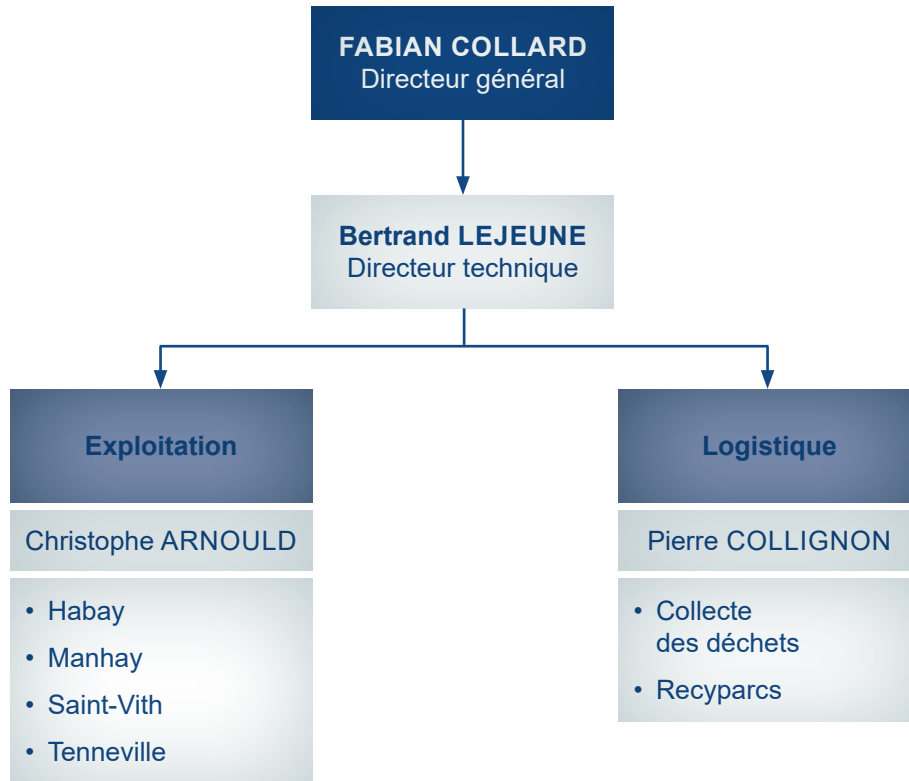 FABIAN COLLARD
Directeur général
Bertrand LEJEUNE
Directeur technique
Exploitation
Christophe ARNOULD
• Habay
• Manhay
• Saint-Vith
• Tenneville
Logistique
Pierre COLLIGNON
• Collecte
des déchets
• Recyparcs